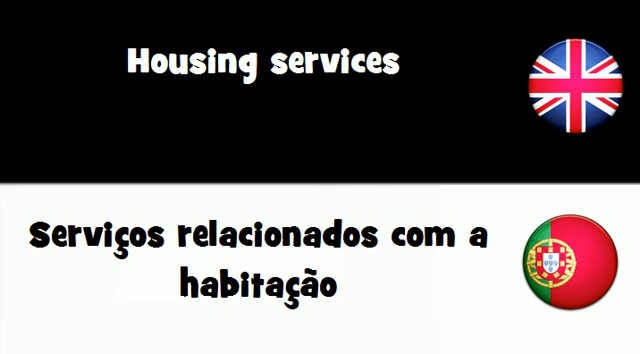 Housing services
Serviços relacionados com a
habitação